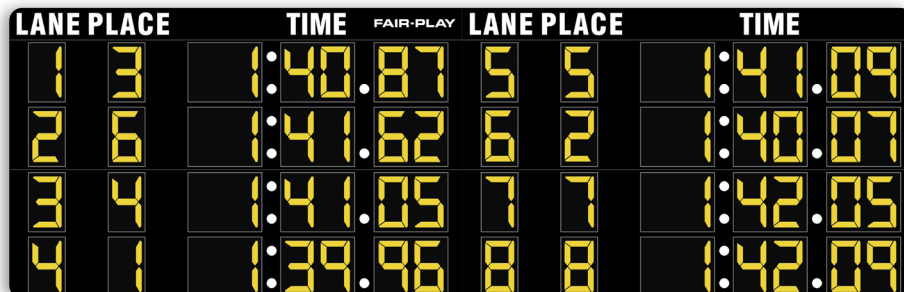 LANE PLACE TIME FAIR-PLAY LANE PLACE TIME
1 3 1:40.87 5 5 1:41.09
2 6 1:41.62 6 2 1:40.07
3 4 1:41.05 7 7 1:42.05
4 1 1:39.96 8 8 1:42.09